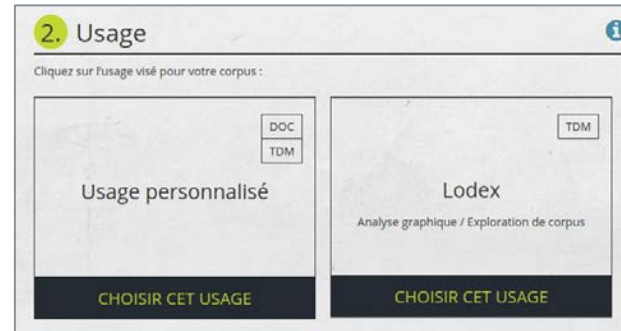 2. Usage
i
Cliquez sur l'usage visé pour votre corpus :
DOC
TDM
Usage personnalisé
CHOISIR CET USAGE
TDM
Lodex
Analyse graphique / Exploration de corpus
CHOISIR CET USAGE